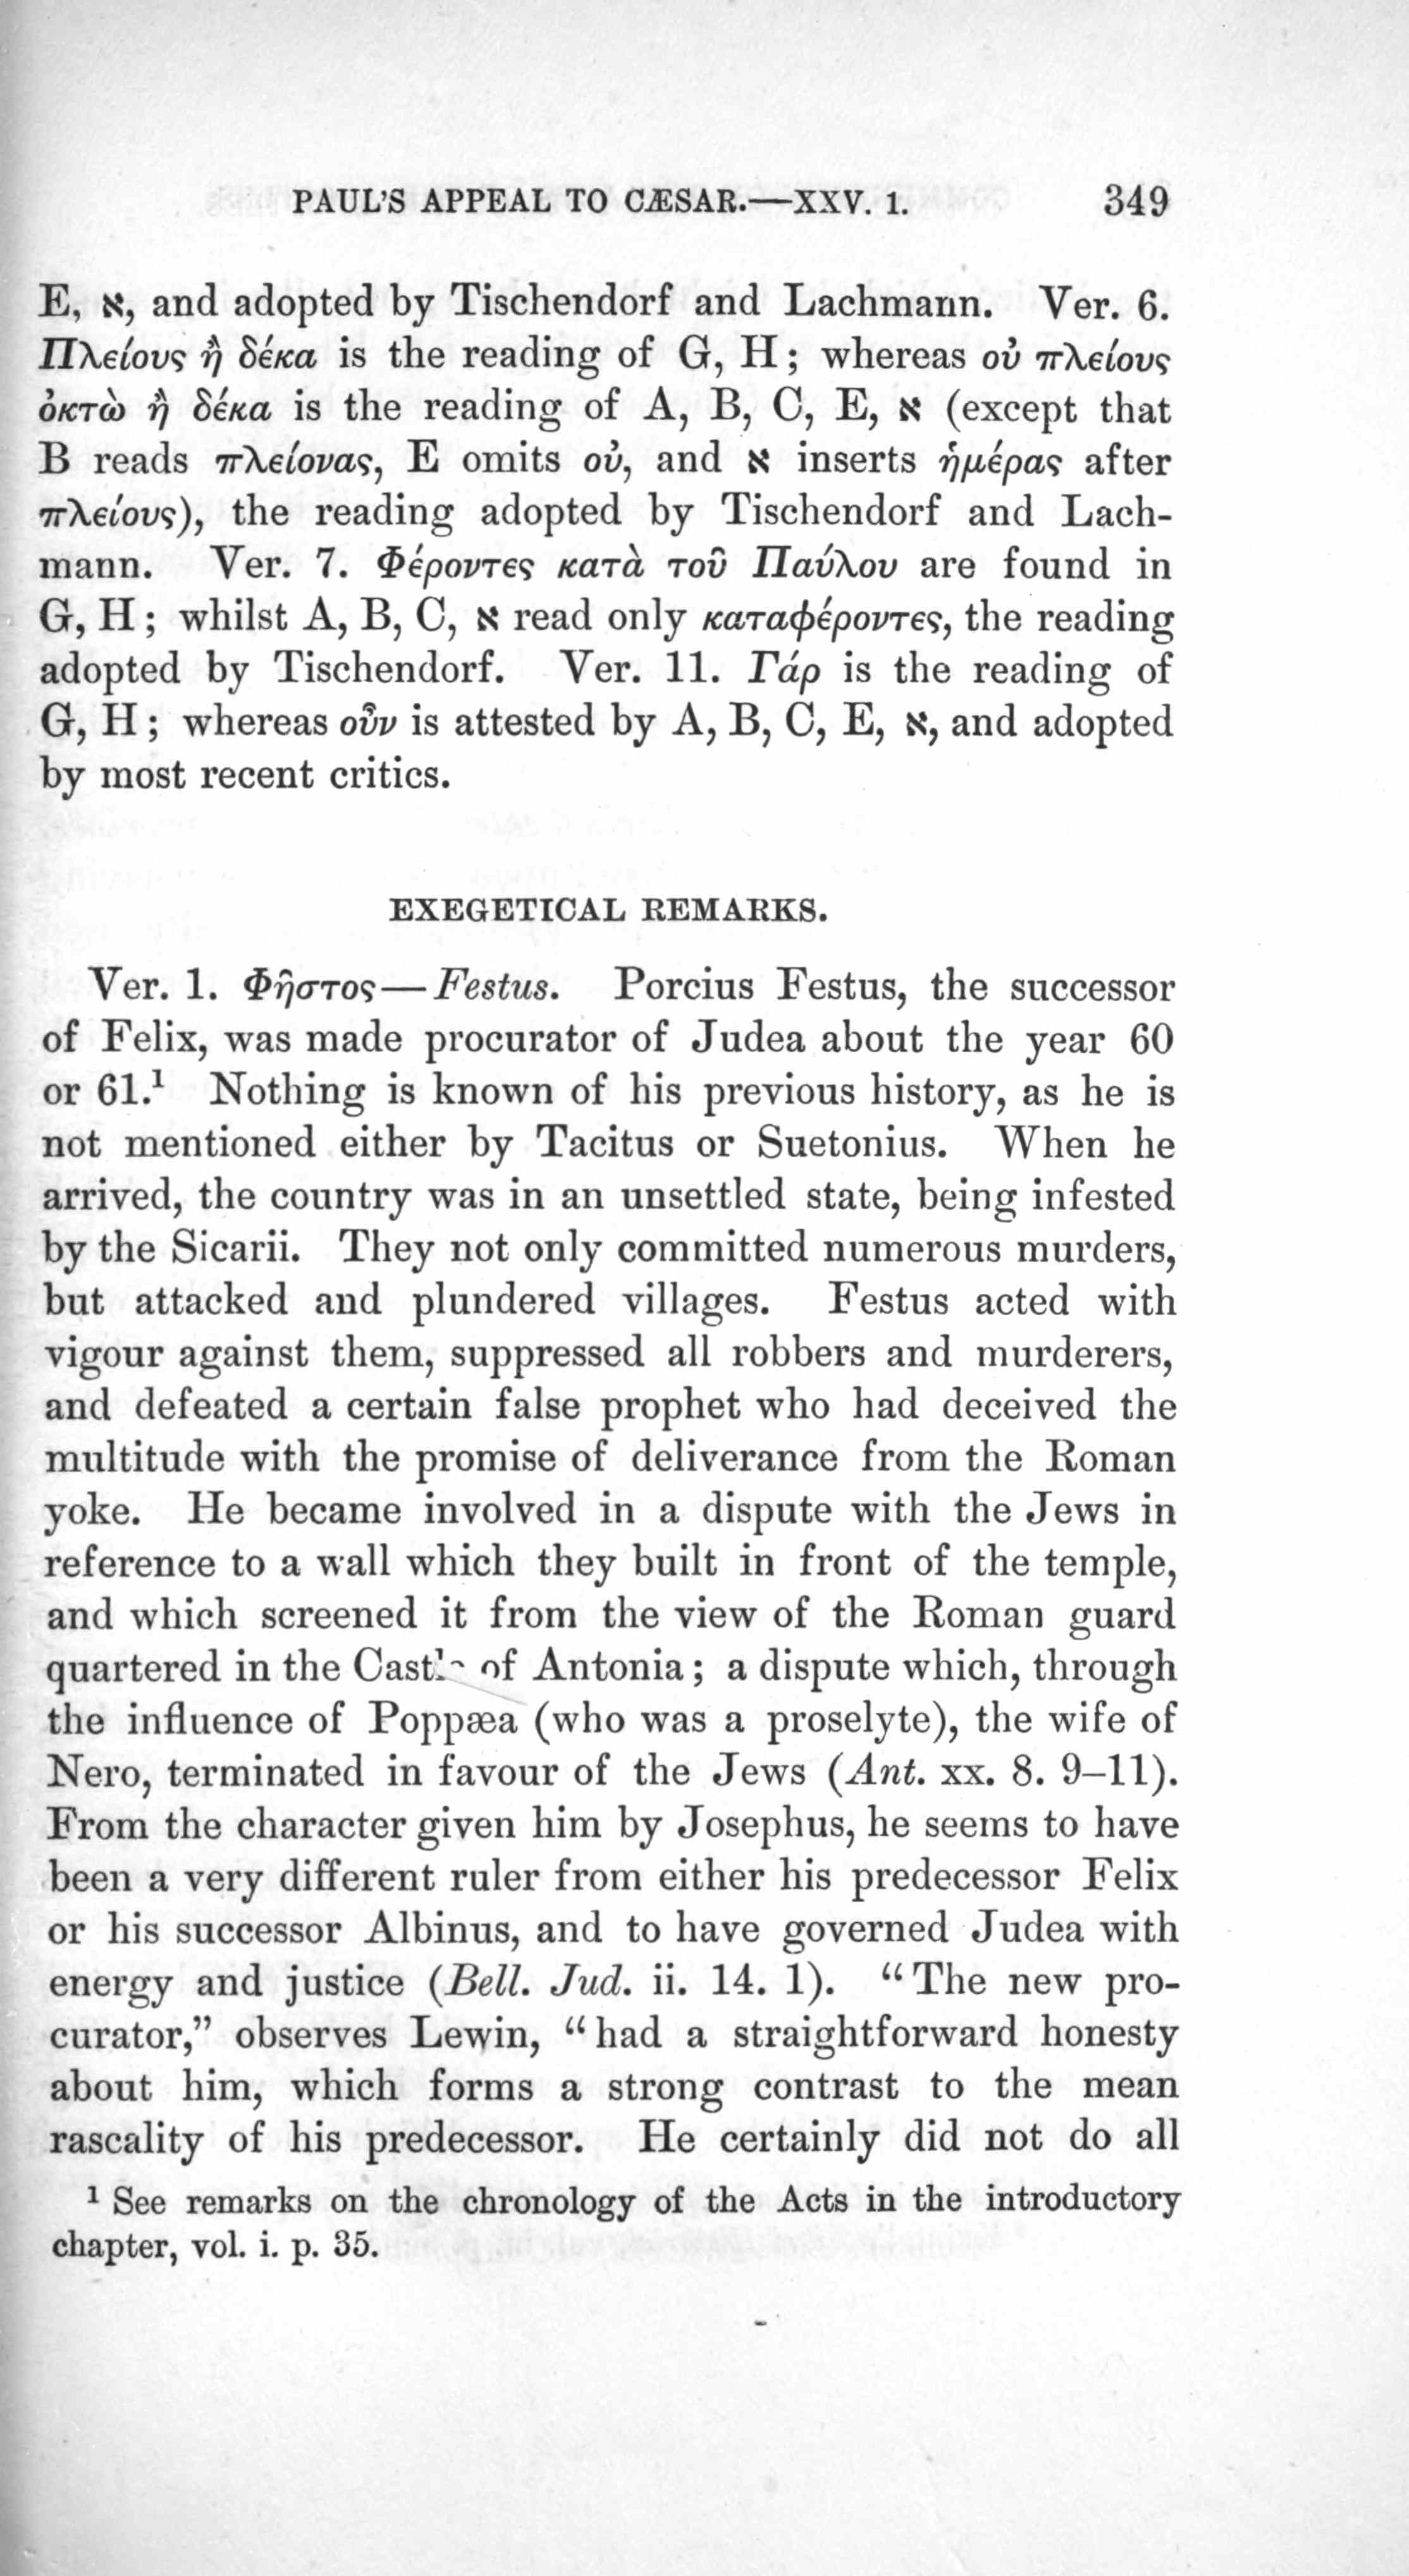 PAUL'S APPEAL TO CÆSAR.—XXV. 1. 349
E, א, and adopted by Tischendorf and Lachmann. Ver. 6.
Πλείους ἢ δέκα is the reading of G, H; whereas οὐ πλείους
ὀκτὼ ἢ δέκα is the reading of A, B, C, E, א (except that
B reads πλείονας, E omits οὐ, and א inserts ἡμέρας after
πλείους), the reading adopted by Tischendorf and Lach-
mann. Ver. 7. Φέροντες κατὰ τοῦ Παύλου are found in
G, H; whilst A, B, C, א read only καταφέροντες, the reading
adopted by Tischendorf. Ver. 11. Γάρ is the reading of
G, H; whereas οὖν is attested by A, B, C, E, א, and adopted
by most recent critics.
EXEGETICAL REMARKS.
Ver. 1. Φῆστος—Festus. Porcius Festus, the successor
of Felix, was made procurator of Judea about the year 60
or 61.¹ Nothing is known of his previous history, as he is
not mentioned either by Tacitus or Suetonius. When he
arrived, the country was in an unsettled state, being infested
by the Sicarii. They not only committed numerous murders,
but attacked and plundered villages. Festus acted with
vigour against them, suppressed all robbers and murderers,
and defeated a certain false prophet who had deceived the
multitude with the promise of deliverance from the Roman
yoke. He became involved in a dispute with the Jews in
reference to a wall which they built in front of the temple,
and which screened it from the view of the Roman guard
quartered in the Castle of Antonia; a dispute which, through
the influence of Poppæa (who was a proselyte), the wife of
Nero, terminated in favour of the Jews (Ant. xx. 8. 9–11).
From the character given him by Josephus, he seems to have
been a very different ruler from either his predecessor Felix
or his successor Albinus, and to have governed Judea with
energy and justice (Bell. Jud. ii. 14. 1). "The new pro-
curator," observes Lewin, "had a straightforward honesty
about him, which forms a strong contrast to the mean
rascality of his predecessor. He certainly did not do all
¹ See remarks on the chronology of the Acts in the introductory
chapter, vol. i. p. 35.